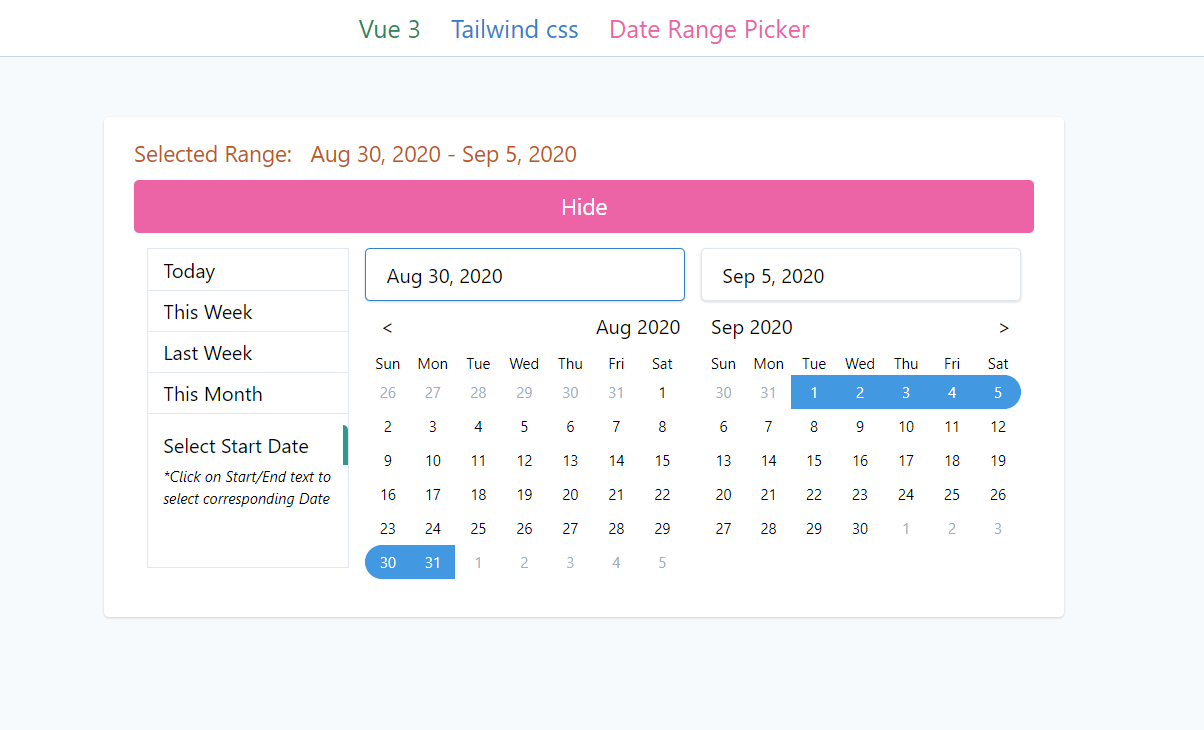 Vue 3 Tailwind css Date Range Picker
Selected Range: Aug 30, 2020 - Sep 5, 2020
Hide
Today
This Week
Last Week
This Month
Select Start Date
*Click on Start/End text to
select corresponding Date
Aug 30, 2020
< Aug 2020
Sun Mon Tue Wed Thu Fri Sat
26 27 28 29 30 31 1
2 3 4 5 6 7 8
9 10 11 12 13 14 15
16 17 18 19 20 21 22
23 24 25 26 27 28 29
30 31 1 2 3 4 5
Sep 5, 2020
Sep 2020 >
Sun Mon Tue Wed Thu Fri Sat
30 31 1 2 3 4 5
6 7 8 9 10 11 12
13 14 15 16 17 18 19
20 21 22 23 24 25 26
27 28 29 30 1 2 3